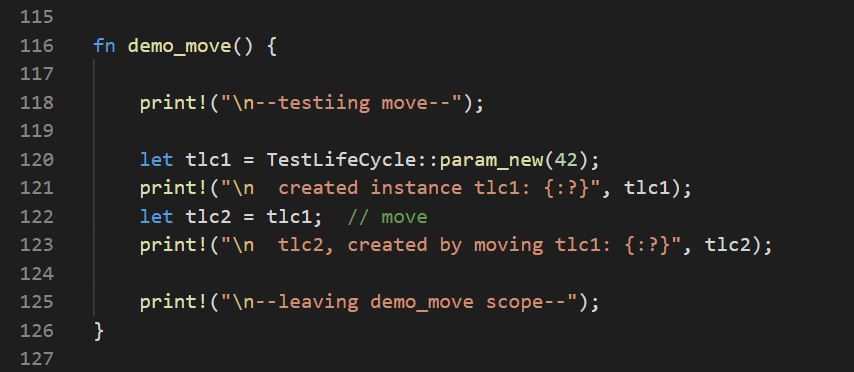 115
116 fn demo_move() {
117
118 print!("\n--testiing move--");
119
120 let tlc1 = TestLifeCycle::param_new(42);
121 print!("\n  created instance tlc1: {:?}", tlc1);
122 let tlc2 = tlc1;  // move
123 print!("\n  tlc2, created by moving tlc1: {:?}", tlc2);
124
125 print!("\n--leaving demo_move scope--");
126 }
127